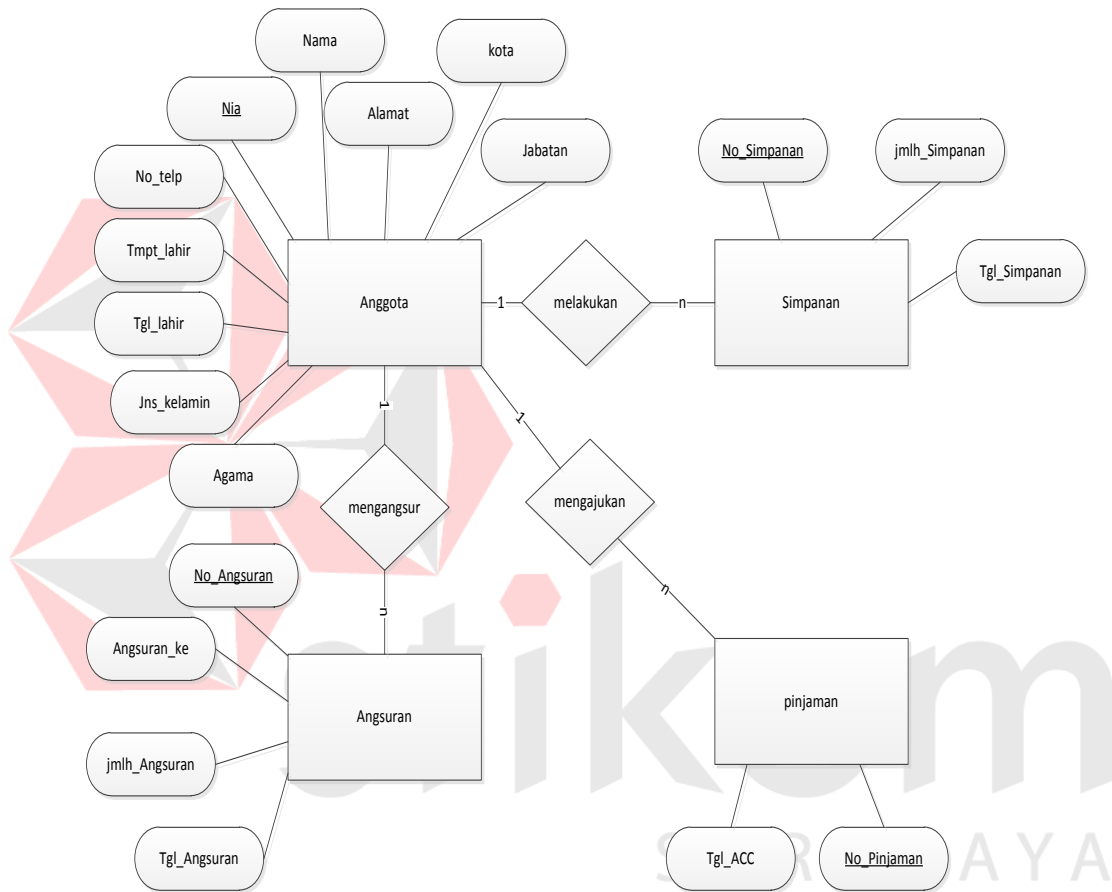 Nama
kota
Nia
Alamat
No_telp
Jabatan
No_Simpanan
jmlh_Simpanan
Tmpt_lahir
Tgl_Simpanan
Anggota
1
melakukan
n
Simpanan
Tgl_lahir
Jns_kelamin
1
1
Agama
mengangsur
mengajukan
No_Angsuran
n
n
Angsuran_ke
Angsuran
pinjaman
jmlh_Angsuran
Tgl_Angsuran
Tgl_ACC
No_Pinjaman
stikom